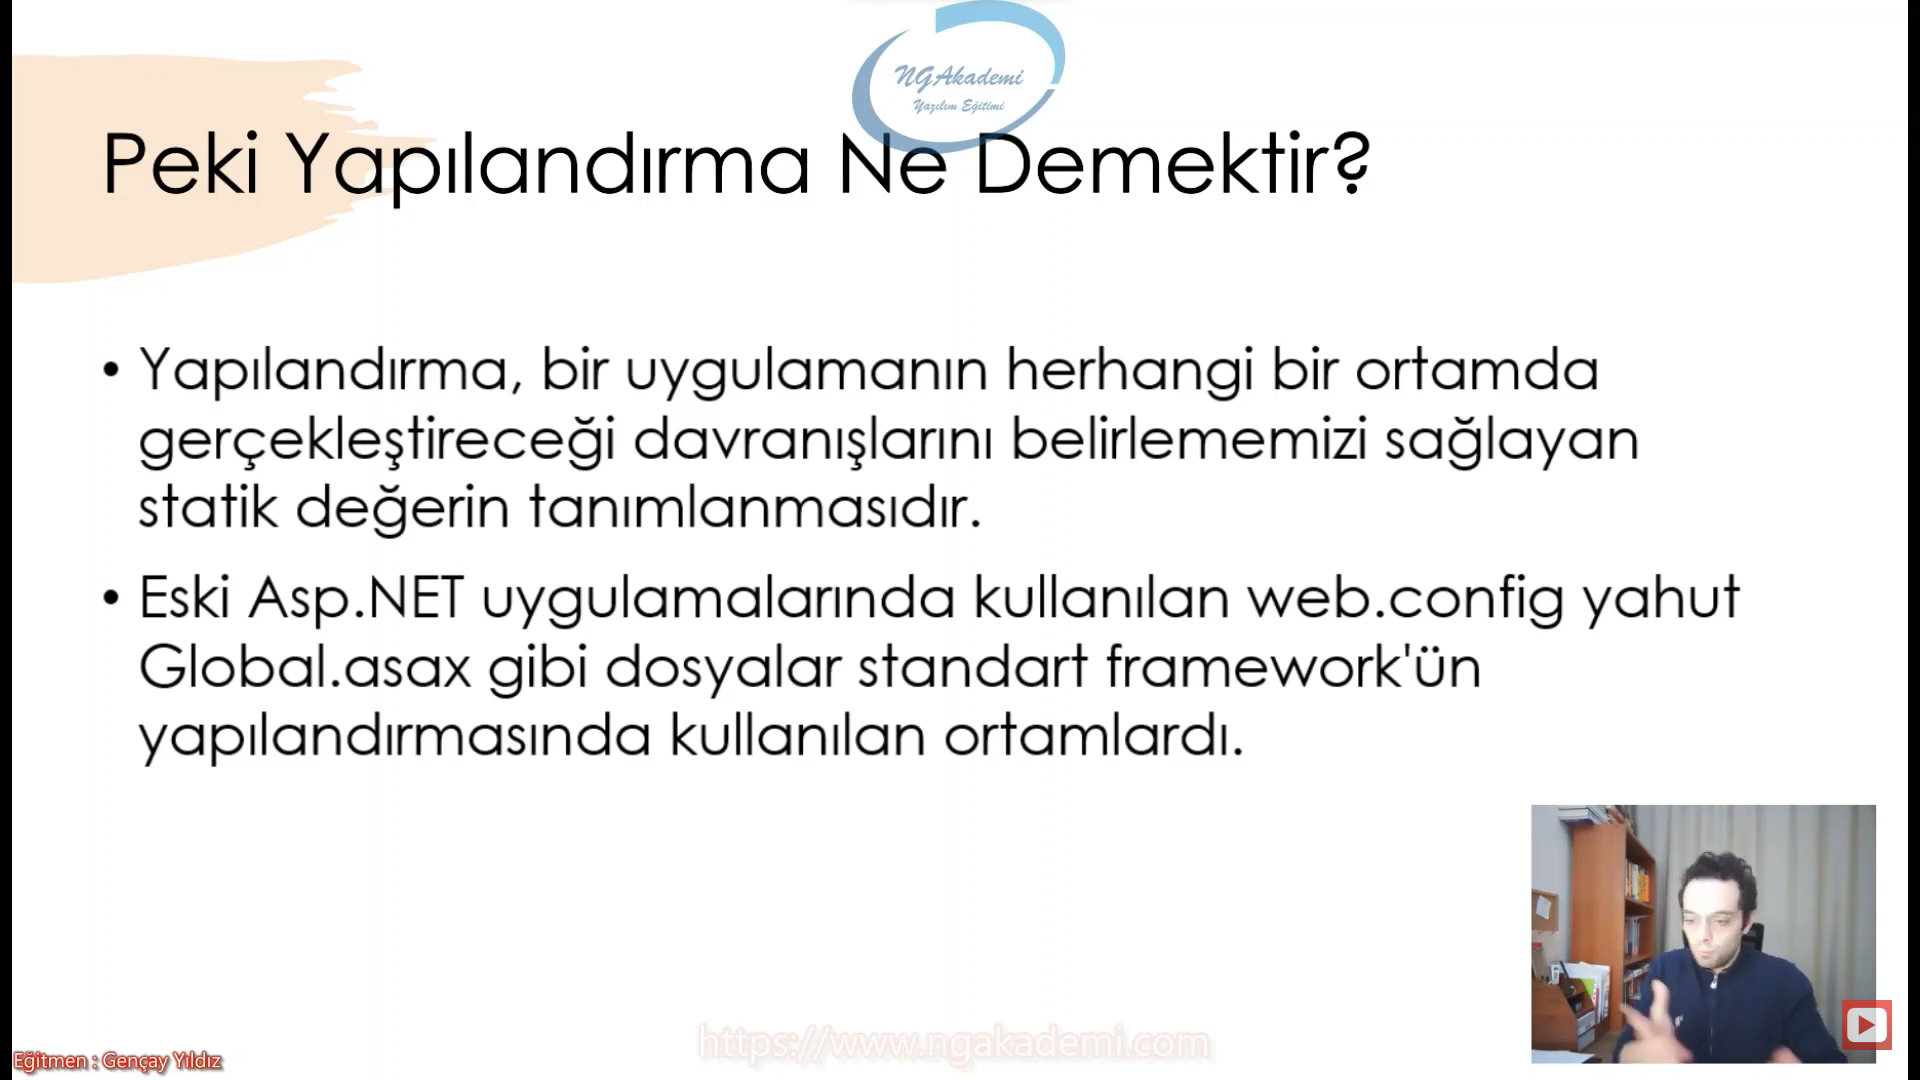 NGAkademi
Yazılım Eğitimi
Peki Yapılandırma Ne Demektir?
• Yapılandırma, bir uygulamanın herhangi bir ortamda
gerçekleştireceği davranışlarını belirlememizi sağlayan
statik değerin tanımlanmasıdır.
• Eski Asp.NET uygulamalarında kullanılan web.config yahut
Global.asax gibi dosyalar standart framework'ün
yapılandırmasında kullanılan ortamlardı.
https://www.ngakademi.com
Eğitmen : Gençay Yıldız